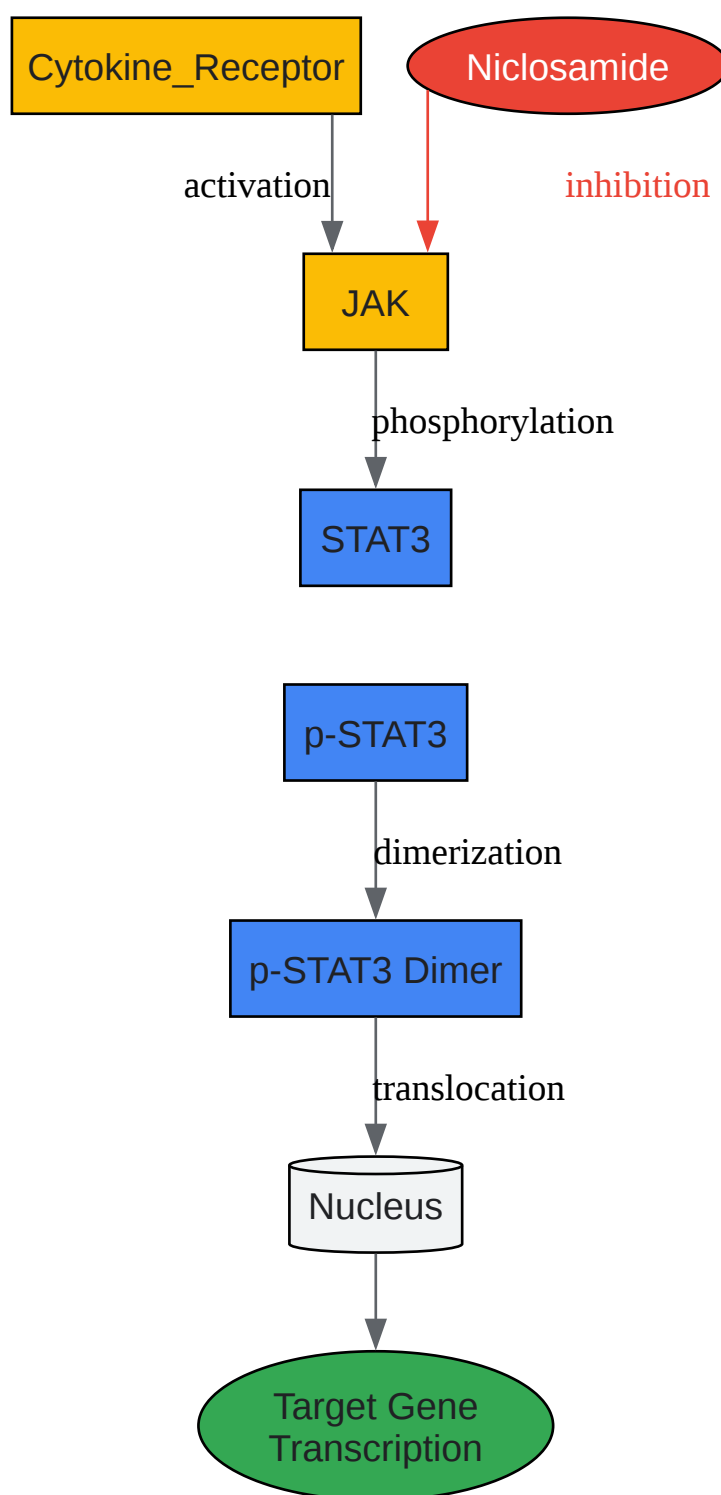 Cytokine_Receptor
Niclosamide
activation
inhibition
JAK
phosphorylation
STAT3
p-STAT3
dimerization
p-STAT3 Dimer
translocation
Nucleus
Target Gene
Transcription